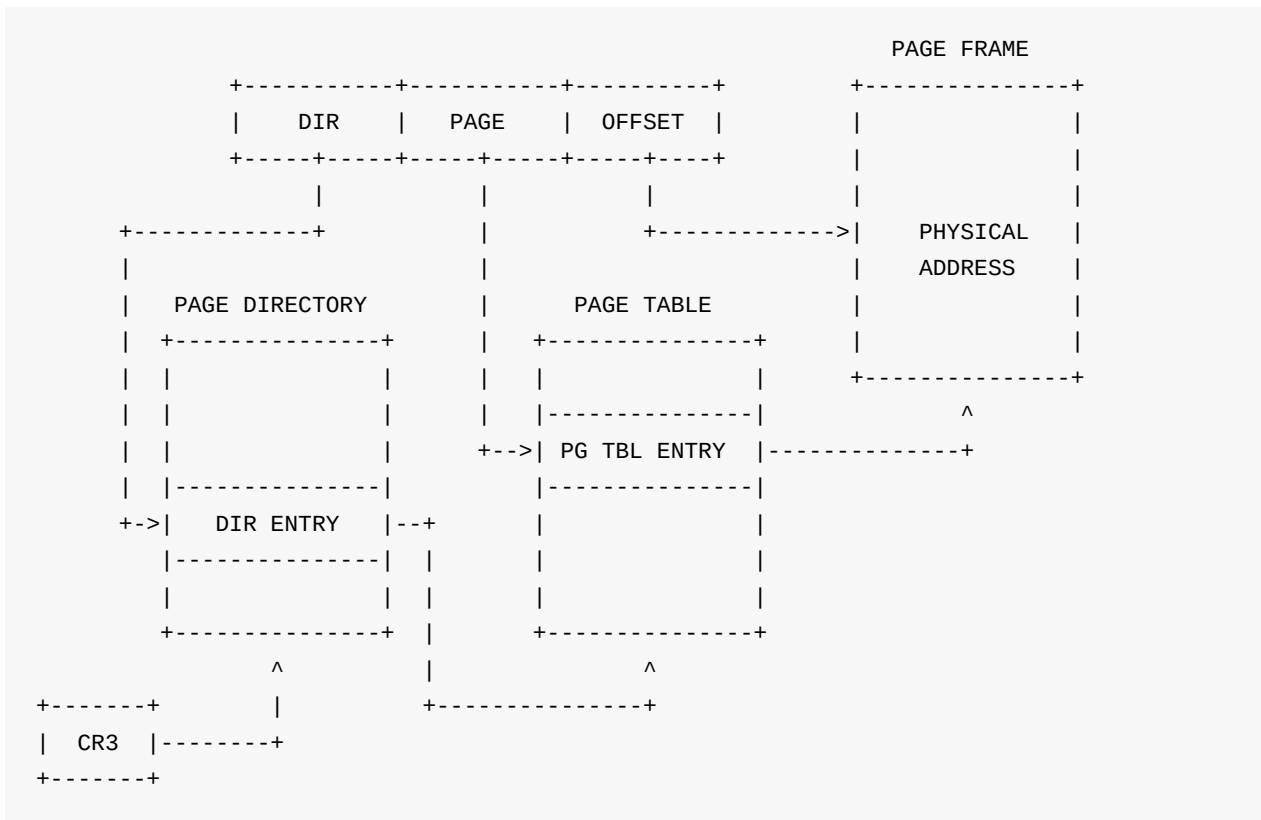 PAGE FRAME
DIR | PAGE | OFFSET
PHYSICAL
ADDRESS
PAGE DIRECTORY PAGE TABLE
PG TBL ENTRY
DIR ENTRY
CR3